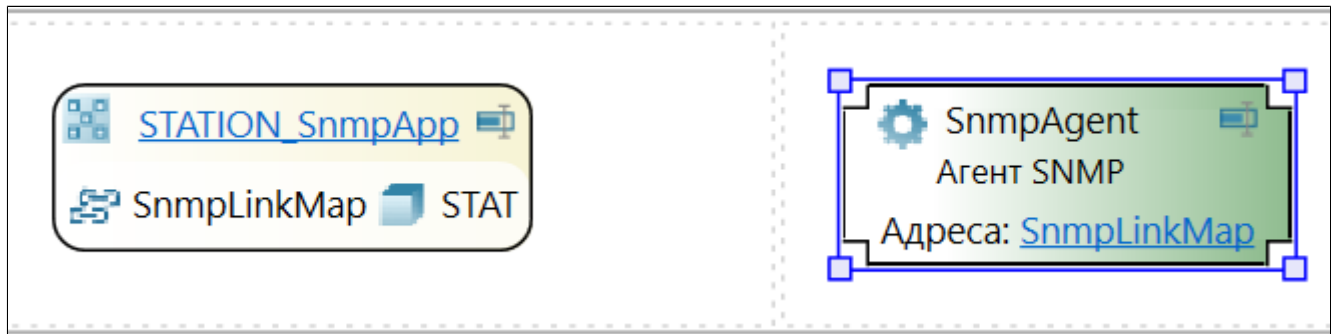 STATION_SnmpApp
SnmpLinkMap STAT
SnmpAgent
Агент SNMP
Адреса: SnmpLinkMap